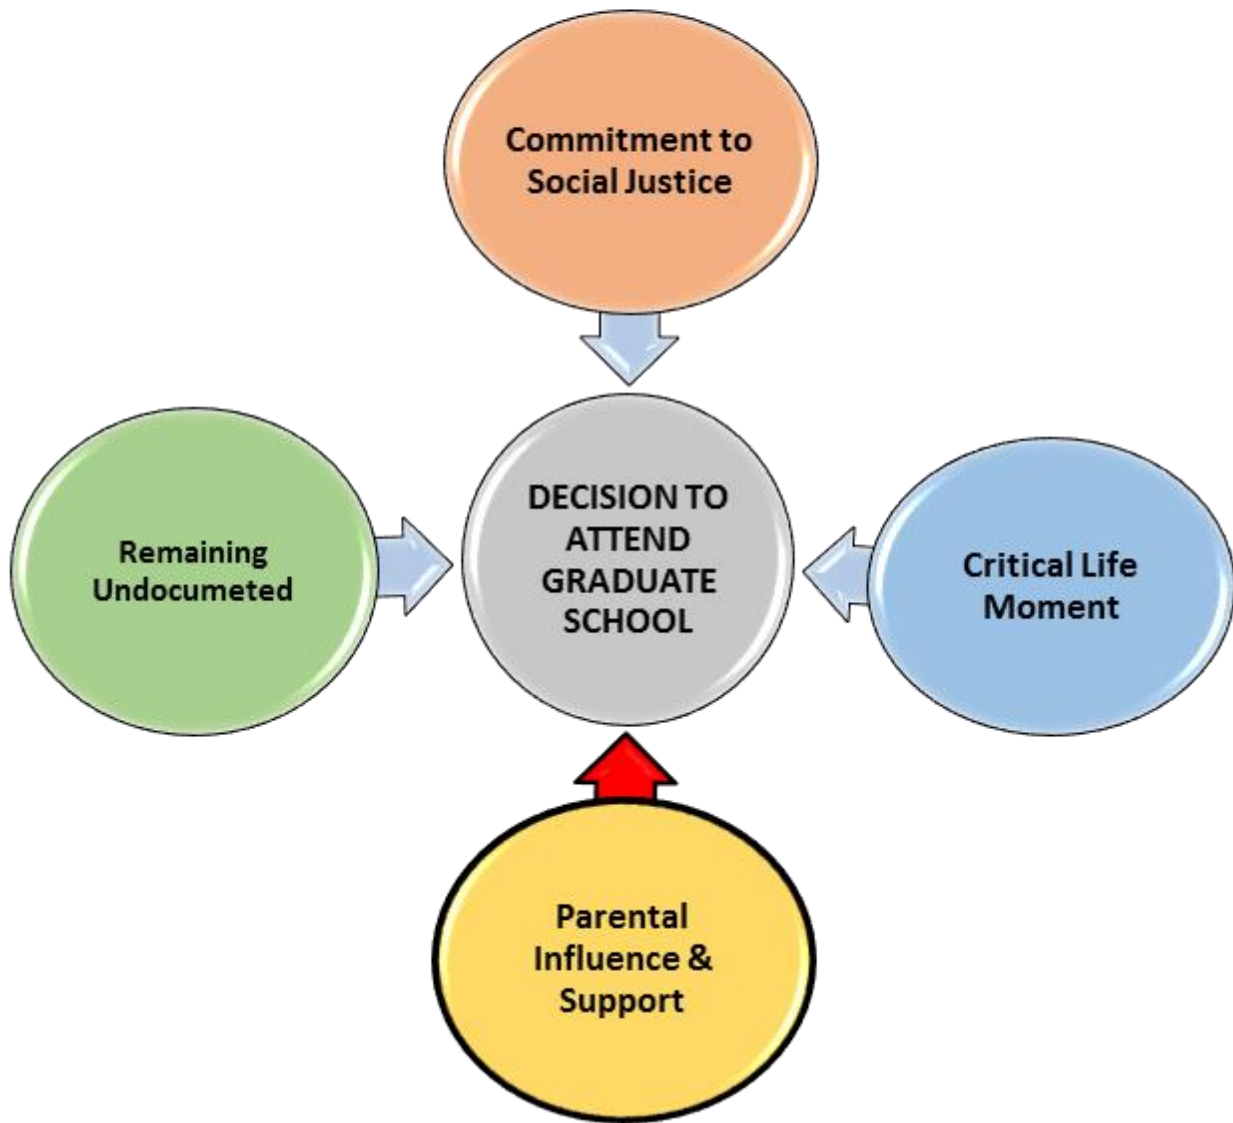 Commitment to
Social Justice
Remaining
Undocumeted
DECISION TO
ATTEND
GRADUATE
SCHOOL
Critical Life
Moment
Parental
Influence &
Support